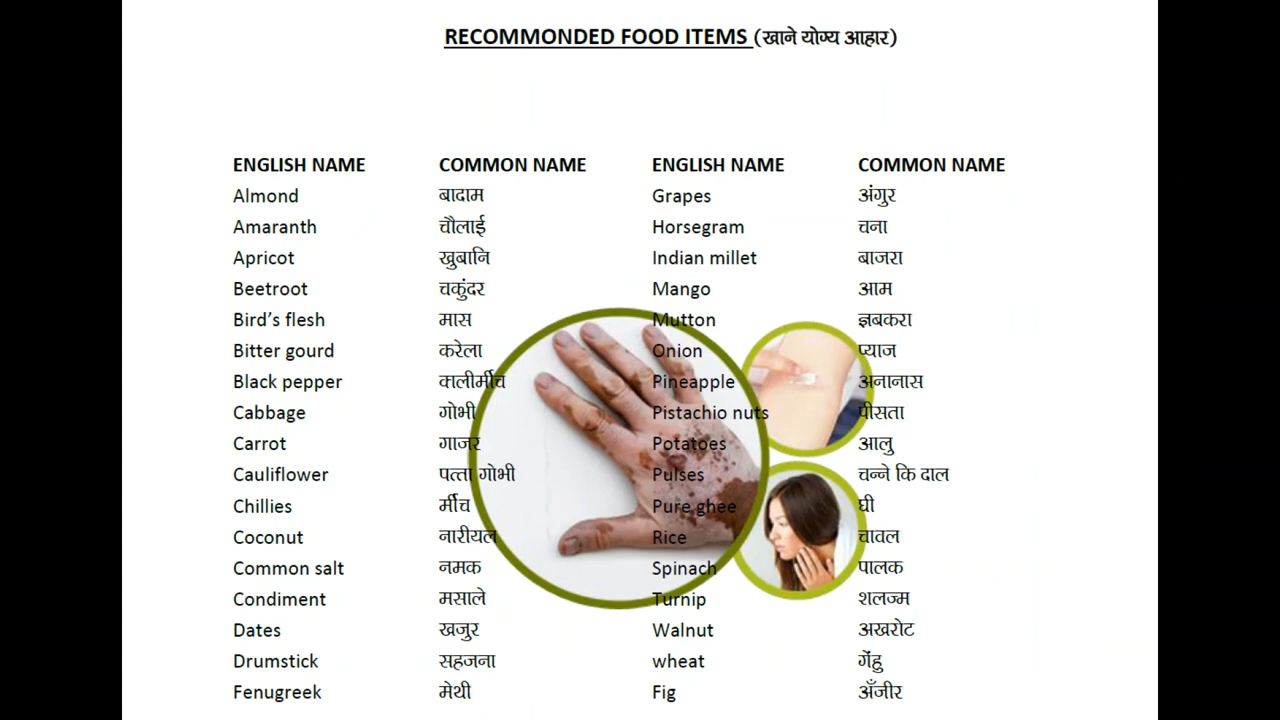 RECOMMONDED FOOD ITEMS (खाने योग्य आहार)
ENGLISH NAME COMMON NAME ENGLISH NAME COMMON NAME
Almond बादाम Grapes अंगुर
Amaranth चौलाई Horsegram चना
Apricot खुबानि Indian millet बाजरा
Beetroot चकुंदर Mango आम
Bird’s flesh मास Mutton ज्ञबकरा
Bitter gourd करेला Onion प्याज
Black pepper कालीर्मीच Pineapple अनानास
Cabbage गोभी Pistachio nuts पीसता
Carrot गाजर Potatoes आलु
Cauliflower पत्ता गोभी Pulses चन्ने कि दाल
Chillies र्मीच Pure ghee घी
Coconut नारीयल Rice चावल
Common salt नमक Spinach पालक
Condiment मसाले Turnip शलज्म
Dates खजुर Walnut अखरोट
Drumstick सहजना wheat गेंहु
Fenugreek मेथी Fig अँजीर